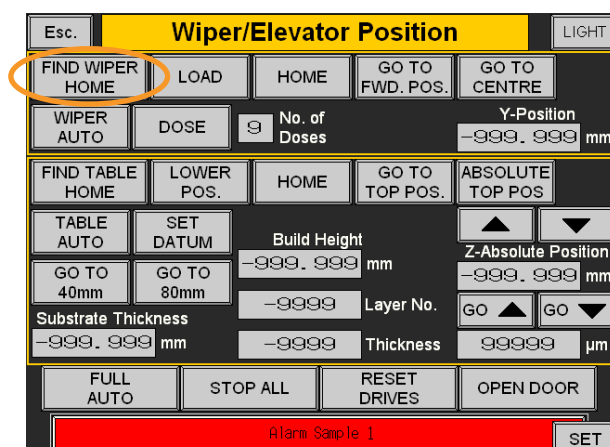 Esc. Wiper/Elevator Position LIGHT
FIND WIPER HOME LOAD HOME GO TO FWD. POS. GO TO CENTRE
WIPER AUTO DOSE 9 No. of Doses Y-Position -999.999 mm
FIND TABLE HOME LOWER POS. HOME GO TO TOP POS. ABSOLUTE TOP POS
TABLE AUTO SET DATUM Build Height -999.999 mm Z-Absolute Position -999.999 mm
GO TO 40mm GO TO 80mm -9999 Layer No. GO ▲ GO ▼
Substrate Thickness -999.999 mm -9999 Thickness 99999 µm
FULL AUTO STOP ALL RESET DRIVES OPEN DOOR
Alarm Sample 1 SET